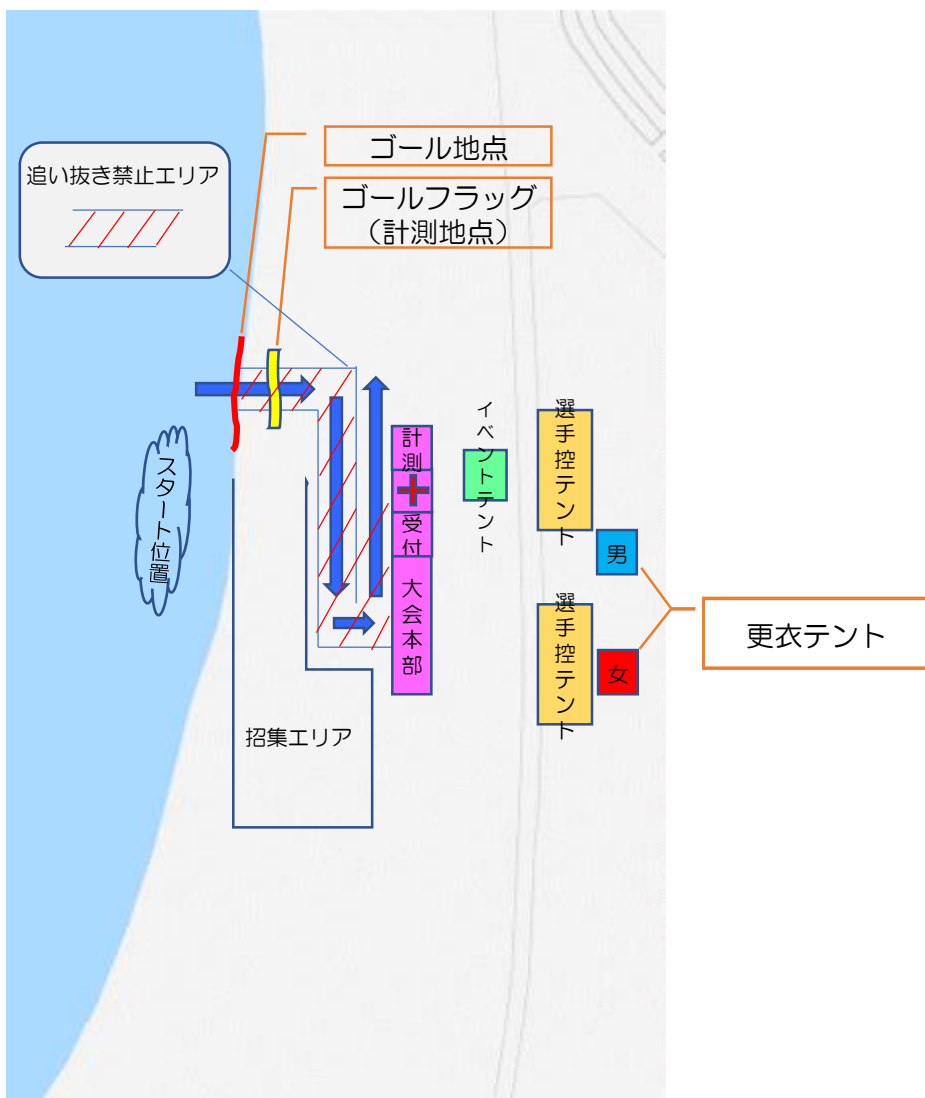 ゴール地点
追い抜き禁止エリア
ゴールフラッグ
（計測地点）
スタート位置
計測
受付
大会本部
イベントテント
選手控テント
男
選手控テント
女
更衣テント
招集エリア